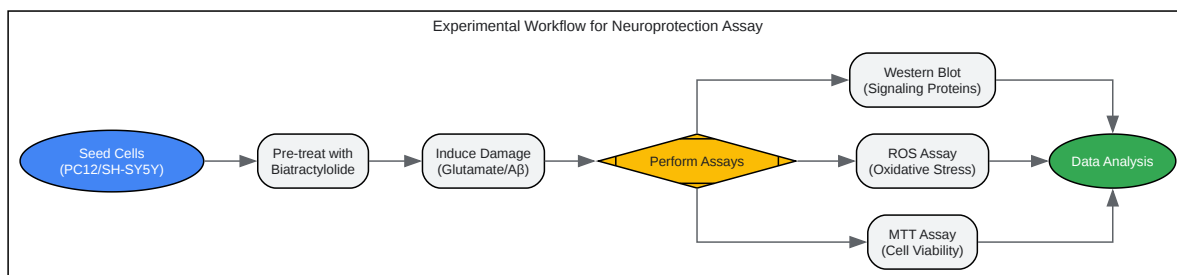 Experimental Workflow for Neuroprotection Assay
Seed Cells
(PC12/SH-SY5Y)
Pre-treat with
Biatractylolide
Induce Damage
(Glutamate/Aβ)
Perform Assays
Western Blot
(Signaling Proteins)
ROS Assay
(Oxidative Stress)
MTT Assay
(Cell Viability)
Data Analysis